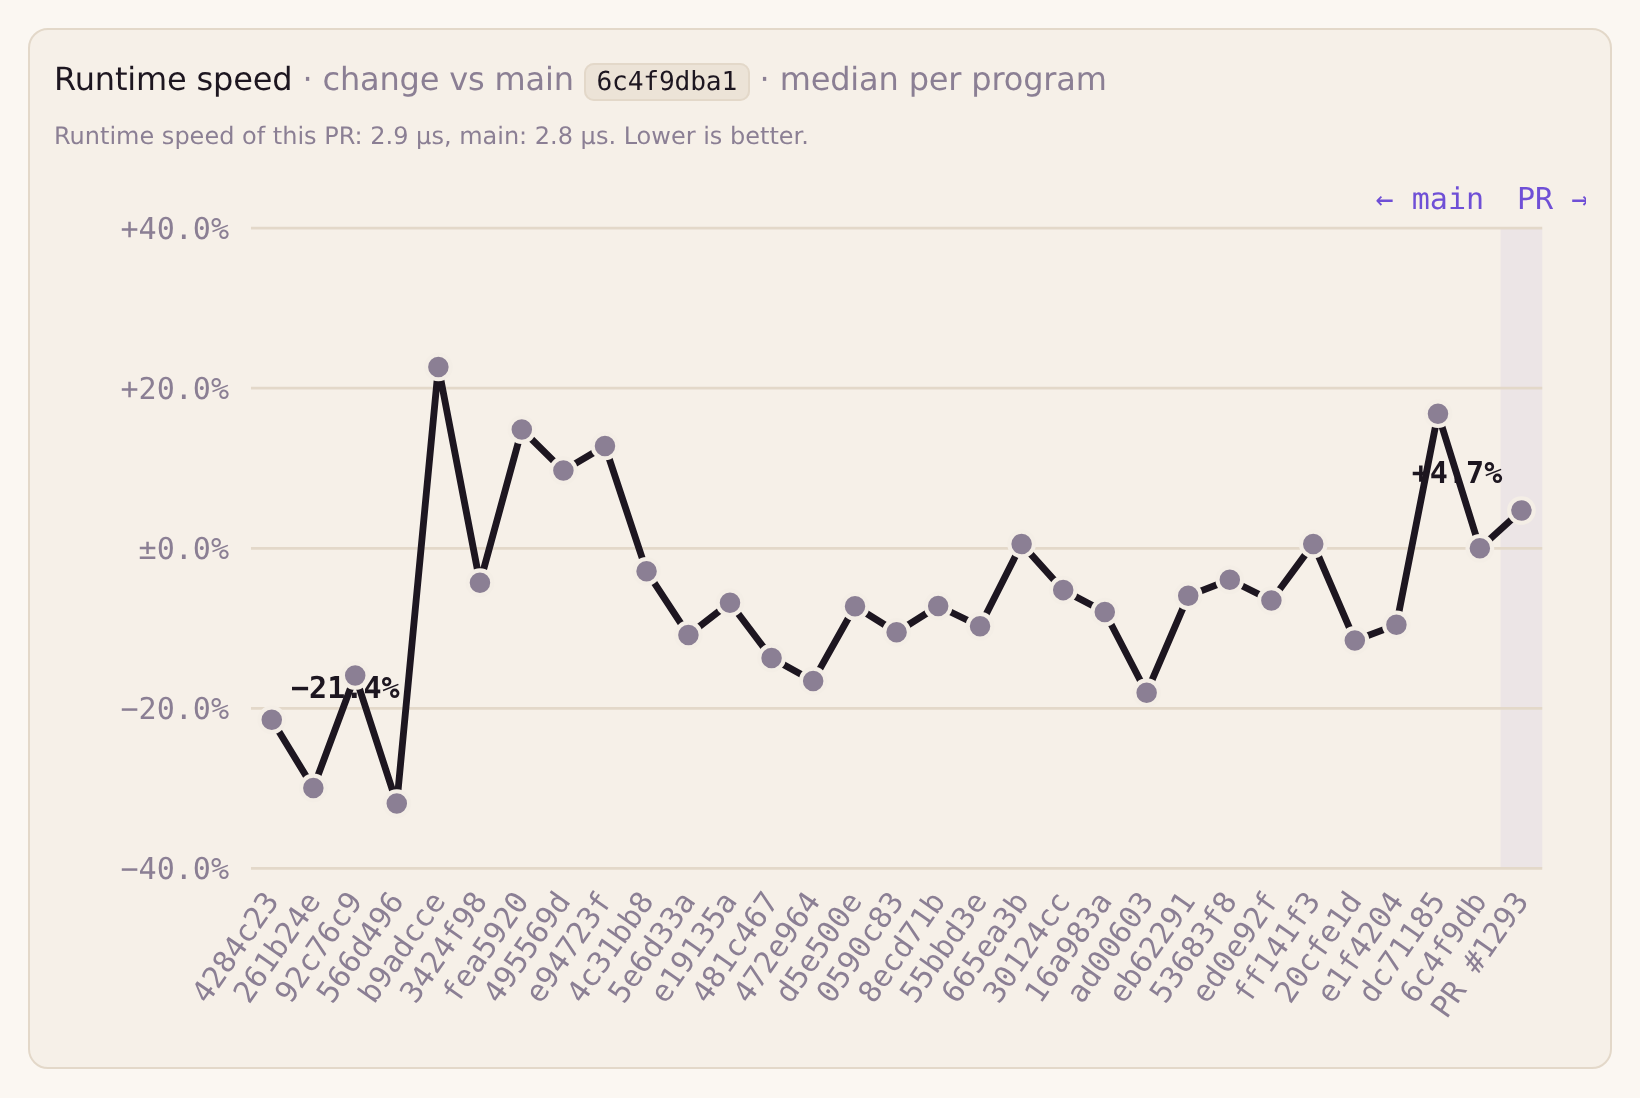 Runtime speed · change vs main 6c4f9dba1 · median per program
Runtime speed of this PR: 2.9 µs, main: 2.8 µs. Lower is better.
← main PR →
+40.0%
+20.0%
±0.0%
−20.0%
−40.0%
−21.4%
+4.7%
4284c23
261b24e
92c76c9
566d496
b9adcce
3424f98
fea5920
495569d
e94723f
4c31bb8
5e6d33a
e19135a
481c467
472e964
d5e500e
0590c83
8ecd71b
55bbd3e
665ea3b
30124cc
16a983a
ad00603
eb62291
53683f8
ed0e92f
ff141f3
20cfe1d
e1f4204
dc71185
6c4f9db
PR #1293